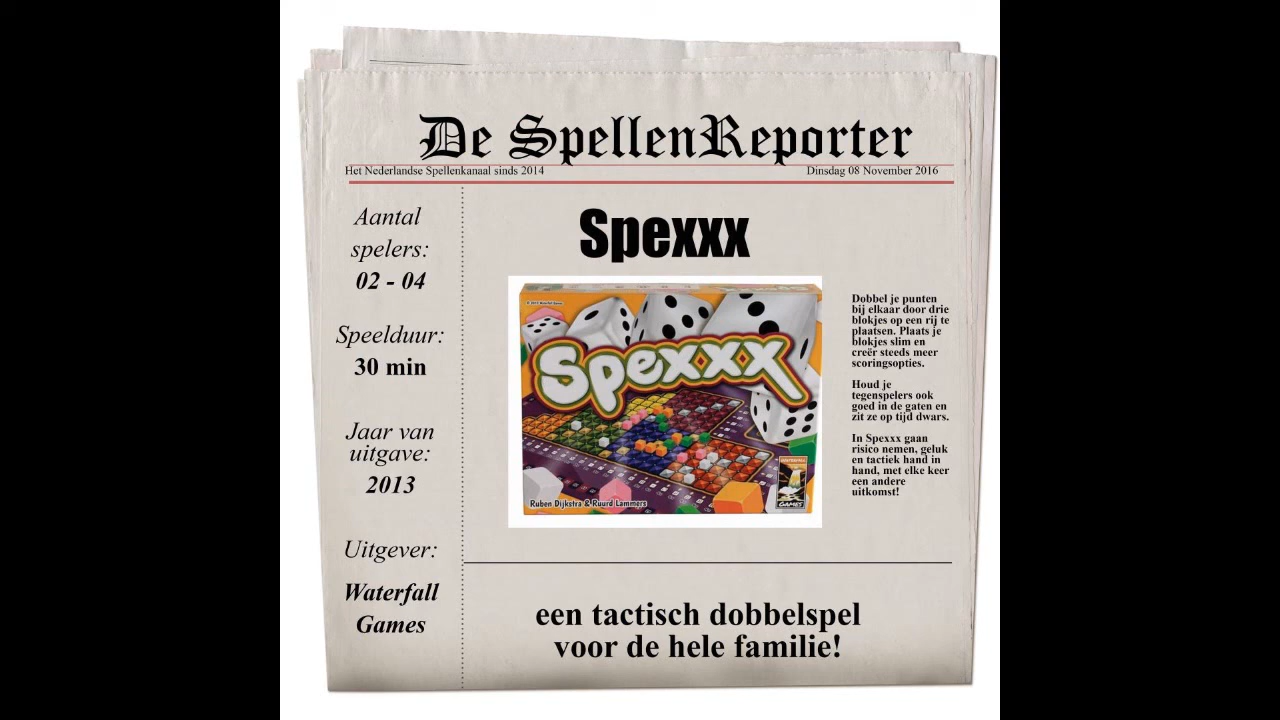 De SpellenReporter
Het Nederlandse Spellenkanaal sinds 2014
Dinsdag 08 November 2016
Aantal
spelers:
02 - 04
Speelduur:
30 min
Jaar van
uitgave:
2013
Uitgever:
Waterfall
Games
Spexxx
Spexxx
Ruben Dijkstra & Ruurd Lammers
GAMES
Dobbel je punten
bij elkaar door drie
blokjes op een rij te
plaatsen. Plaats je
blokjes slim en
creër steeds meer
scoringsopties.
Houd je
tegenspelers ook
goed in de gaten en
zit ze op tijd dwars.
In Spexxx gaan
risico nemen, geluk
en tactiek hand in
hand, met elke keer
een andere
uitkomst!
een tactisch dobbelspel
voor de hele familie!